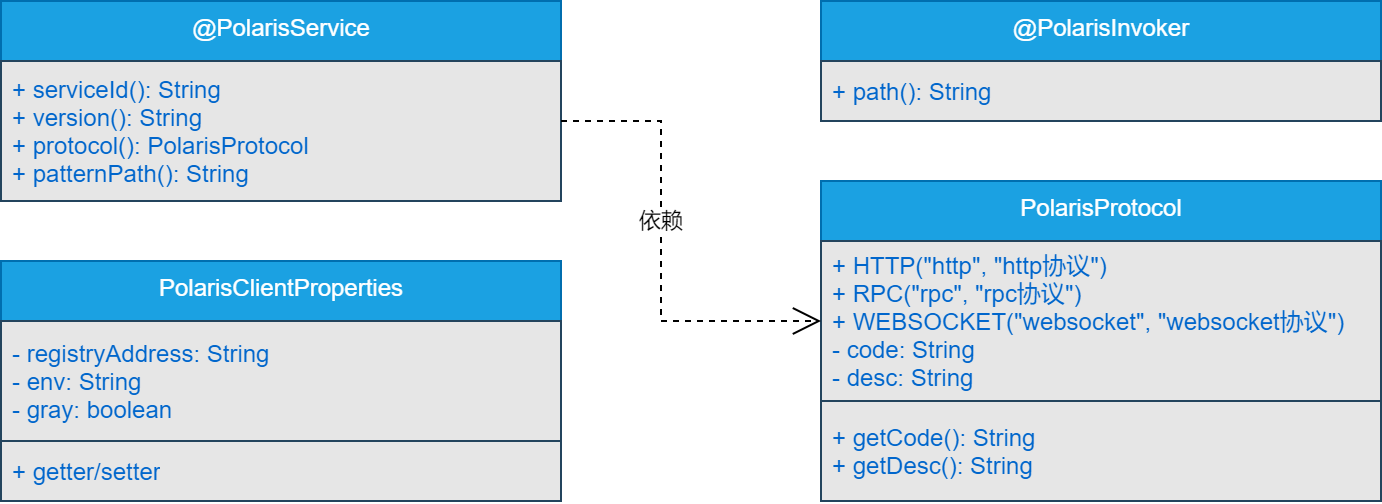 @PolarisService
+ serviceId(): String
+ version(): String
+ protocol(): PolarisProtocol
+ patternPath(): String
@PolarisInvoker
+ path(): String
依赖
PolarisClientProperties
- registryAddress: String
- env: String
- gray: boolean
+ getter/setter
PolarisProtocol
+ HTTP("http", "http协议")
+ RPC("rpc", "rpc协议")
+ WEBSOCKET("websocket", "websocket协议")
- code: String
- desc: String
+ getCode(): String
+ getDesc(): String